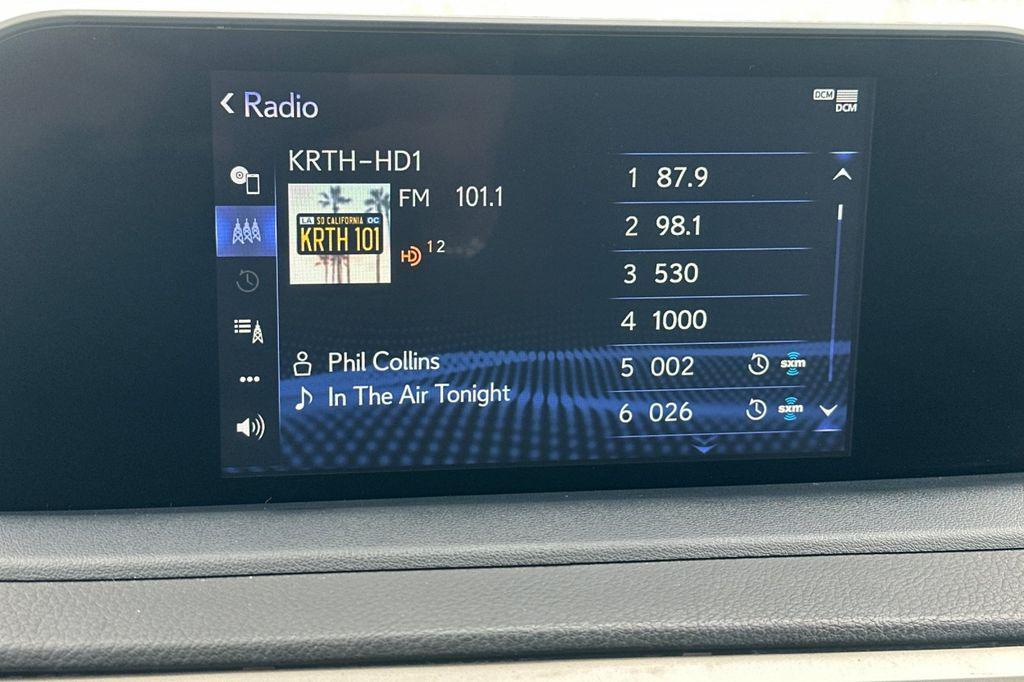 Radio
DCM
DCM
KRTH-HD1
FM 101.1
LA SO CALIFORNIA OC
KRTH 101
HD 1 2
Phil Collins
In The Air Tonight
1 87.9
2 98.1
3 530
4 1000
5 002 sxm
6 026 sxm